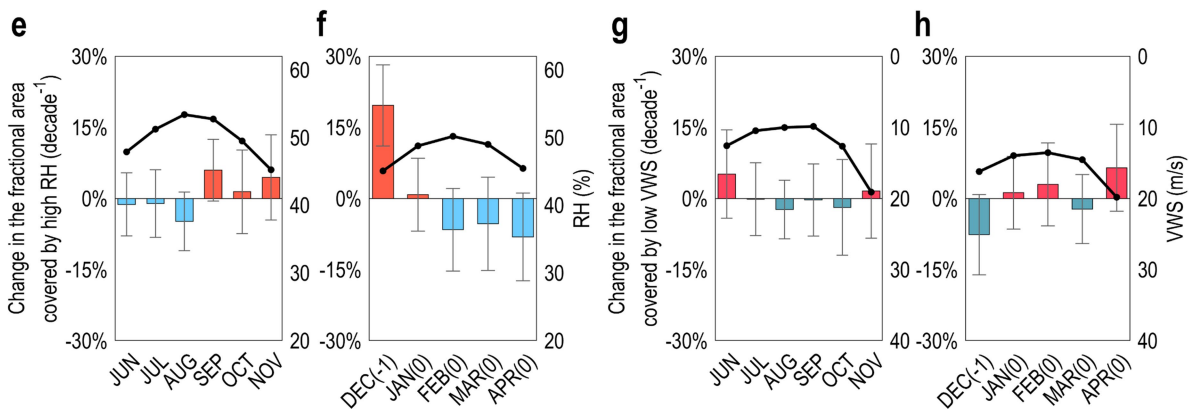 e
Change in the fractional area
covered by high RH (decade⁻¹)
30%
15%
0%
-15%
-30%
60
50
40
30
20
JUN
JUL
AUG
SEP
OCT
NOV
f
30%
15%
0%
-15%
-30%
60
50
40
30
20
RH (%)
DEC(-1)
JAN(0)
FEB(0)
MAR(0)
APR(0)
g
Change in the fractional area
covered by low VWS (decade⁻¹)
30%
15%
0%
-15%
-30%
0
10
20
30
40
JUN
JUL
AUG
SEP
OCT
NOV
h
30%
15%
0%
-15%
-30%
0
10
20
30
40
VWS (m/s)
DEC(-1)
JAN(0)
FEB(0)
MAR(0)
APR(0)